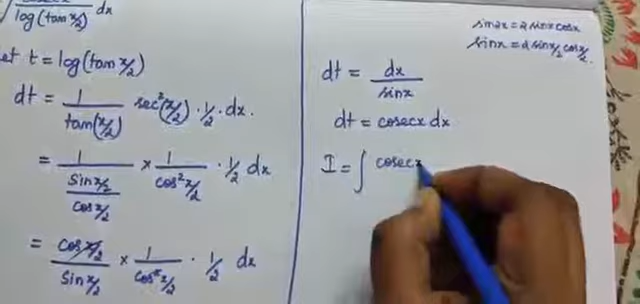 ∫ cosecx/log(tan x/2) dx
let t = log(tan x/2)
dt = 1/tan(x/2) sec²(x/2) · 1/2 · dx.
= 1/(sin x/2 / cos x/2) × 1/cos² x/2 · 1/2 dx
= cos x/2 / sin x/2 × 1/cos² x/2 · 1/2 dx
sin2x = 2 sinx cosx
sinx = 2 sin x/2 cos x/2.
dt = dx/sinx
dt = cosecx dx
I = ∫ cosecx